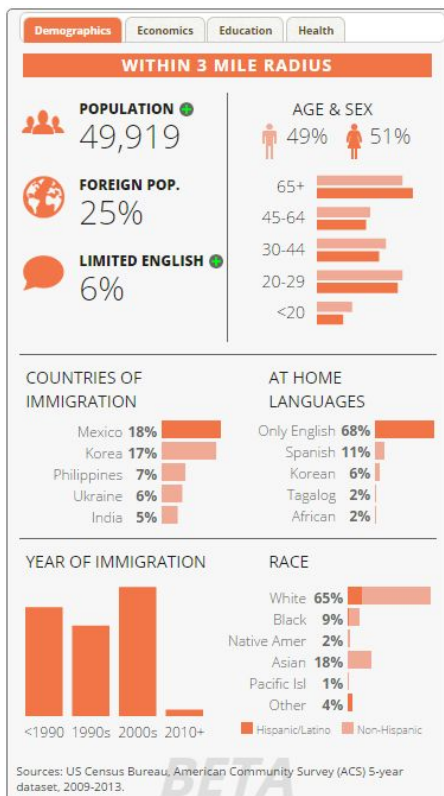 Demographics Economics Education Health
WITHIN 3 MILE RADIUS
POPULATION
49,919
FOREIGN POP.
25%
LIMITED ENGLISH
6%
AGE & SEX
49% 51%
65+
45-64
30-44
20-29
<20
COUNTRIES OF
IMMIGRATION
Mexico 18%
Korea 17%
Philippines 7%
Ukraine 6%
India 5%
AT HOME
LANGUAGES
Only English 68%
Spanish 11%
Korean 6%
Tagalog 2%
African 2%
YEAR OF IMMIGRATION
<1990 1990s 2000s 2010+
RACE
White 65%
Black 9%
Native Amer 2%
Asian 18%
Pacific Isl 1%
Other 4%
Hispanic/Latino Non-Hispanic
BETA
Sources: US Census Bureau, American Community Survey (ACS) 5-year
dataset, 2009-2013.